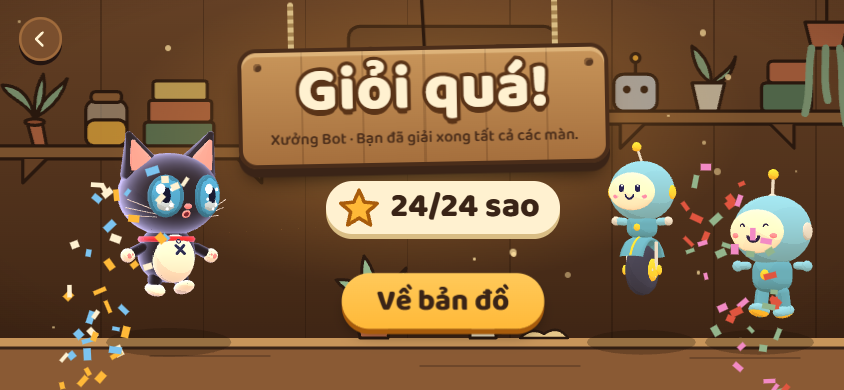 Giỏi quá!
Xưởng Bot · Bạn đã giải xong tất cả các màn.
24/24 sao
Về bản đồ